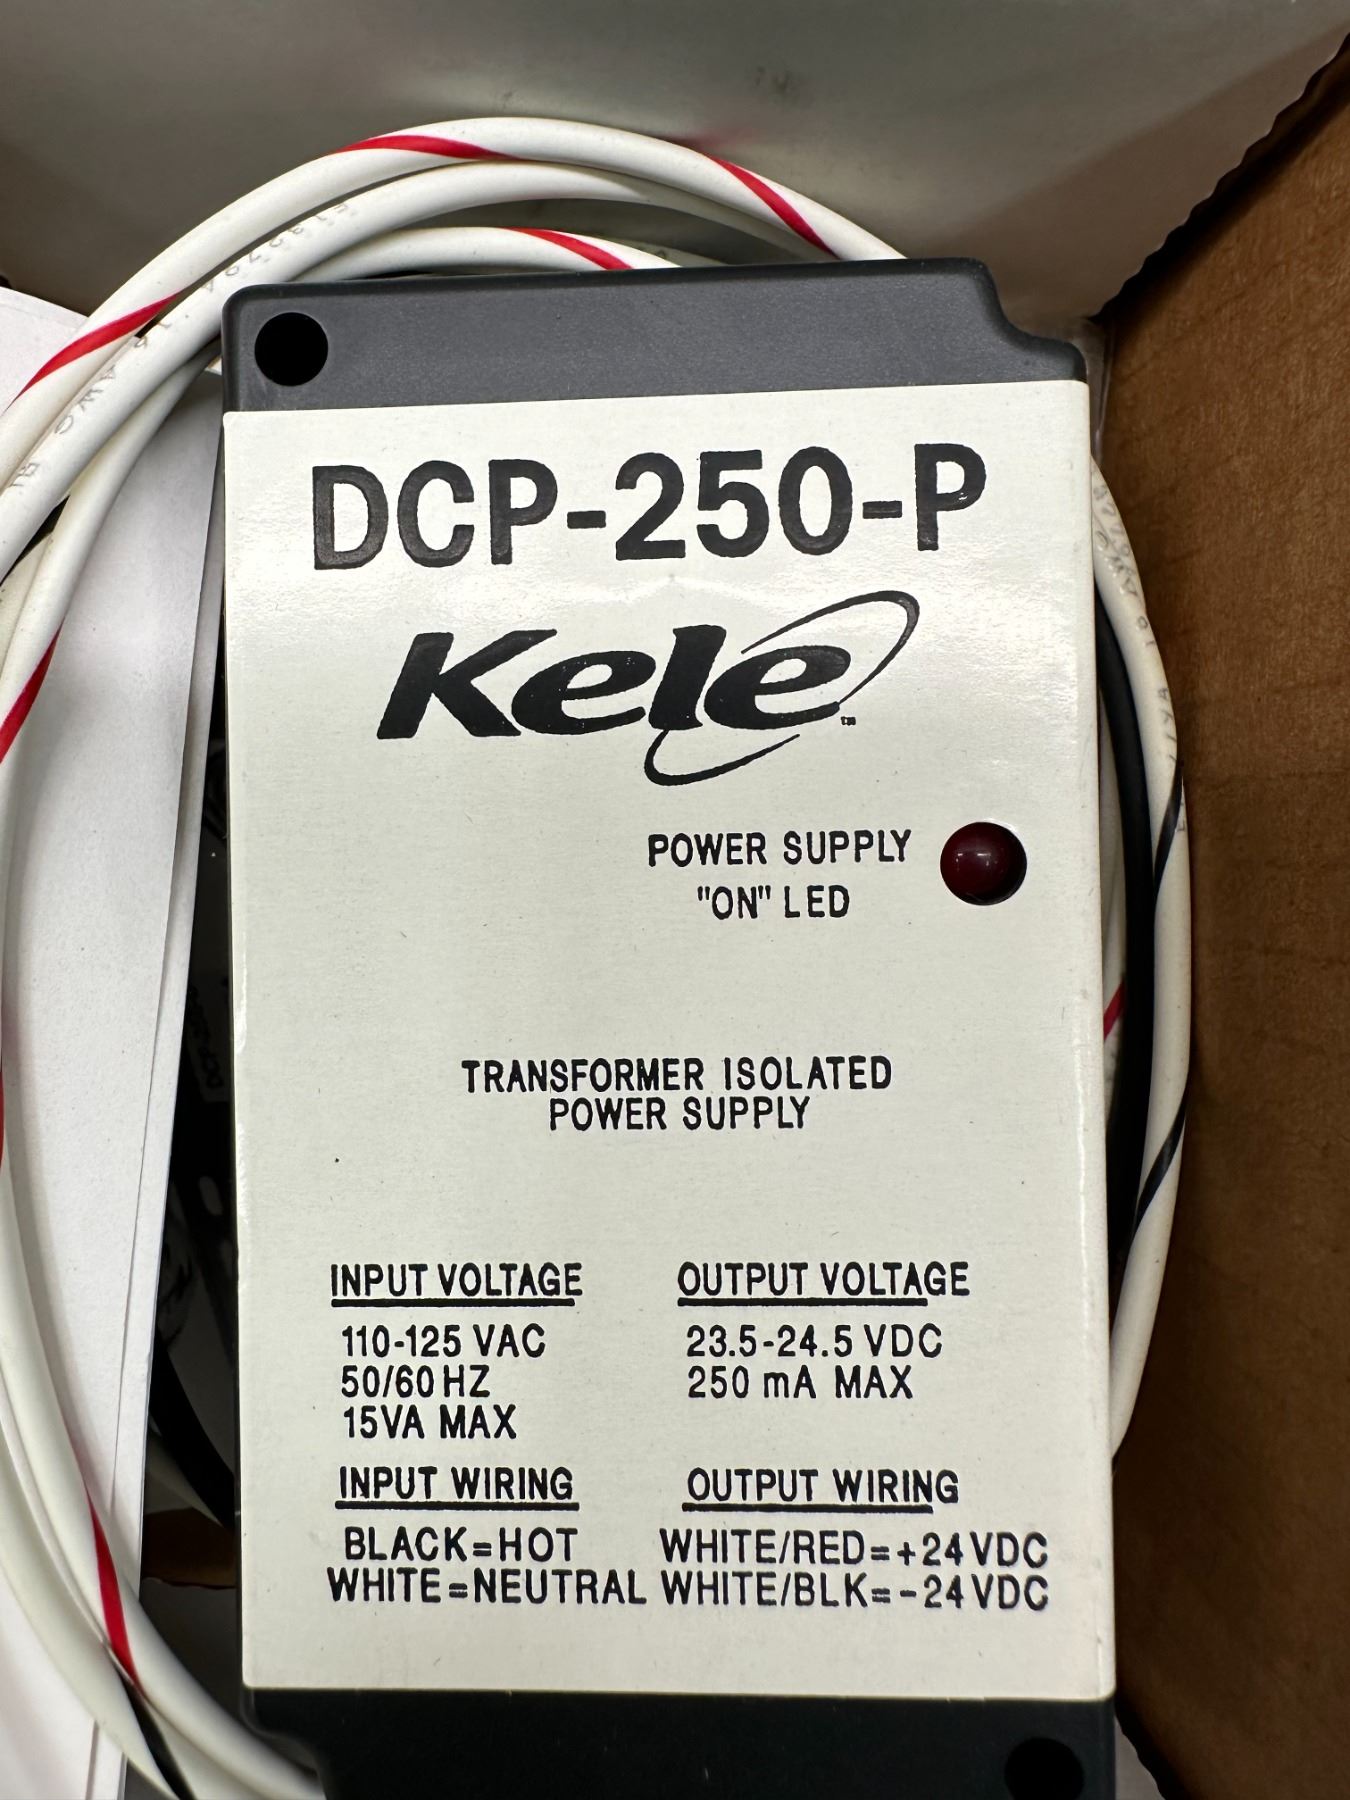 DCP-250-P
Kele™
POWER SUPPLY
"ON" LED
TRANSFORMER ISOLATED
POWER SUPPLY
INPUT VOLTAGE
110-125 VAC
50/60 HZ
15VA MAX
OUTPUT VOLTAGE
23.5-24.5 VDC
250 mA MAX
INPUT WIRING
BLACK=HOT
WHITE=NEUTRAL
OUTPUT WIRING
WHITE/RED=+24VDC
WHITE/BLK=-24VDC